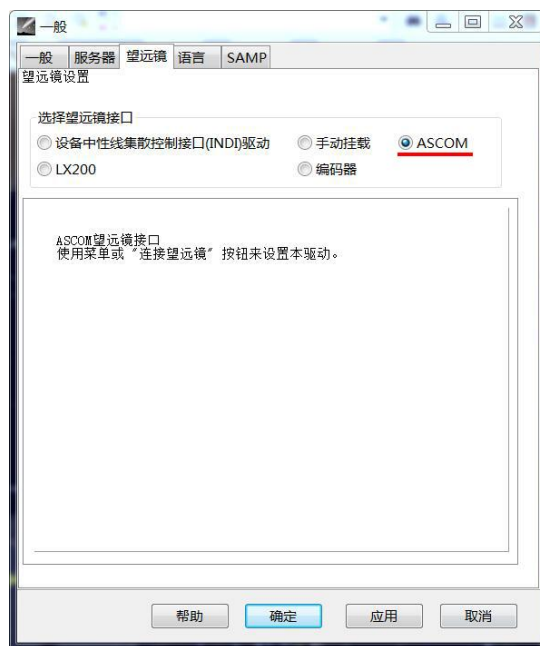 一般
一般 服务器 望远镜 语言 SAMP
望远镜设置
选择望远镜接口
设备中性线集散控制接口(INDI)驱动 手动挂载 ASCOM
LX200 编码器
ASCOM望远镜接口
使用菜单或 "连接望远镜" 按钮来设置本驱动。
帮助 确定 应用 取消